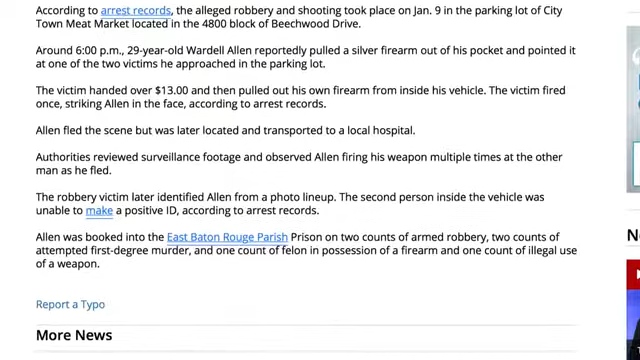 According to arrest records, the alleged robbery and shooting took place on Jan. 9 in the parking lot of City
Town Meat Market located in the 4800 block of Beechwood Drive.
Around 6:00 p.m., 29-year-old Wardell Allen reportedly pulled a silver firearm out of his pocket and pointed it
at one of the two victims he approached in the parking lot.
The victim handed over $13.00 and then pulled out his own firearm from inside his vehicle. The victim fired
once, striking Allen in the face, according to arrest records.
Allen fled the scene but was later located and transported to a local hospital.
Authorities reviewed surveillance footage and observed Allen firing his weapon multiple times at the other
man as he fled.
The robbery victim later identified Allen from a photo lineup. The second person inside the vehicle was
unable to make a positive ID, according to arrest records.
Allen was booked into the East Baton Rouge Parish Prison on two counts of armed robbery, two counts of
attempted first-degree murder, and one count of felon in possession of a firearm and one count of illegal use
of a weapon.
Report a Typo
More News